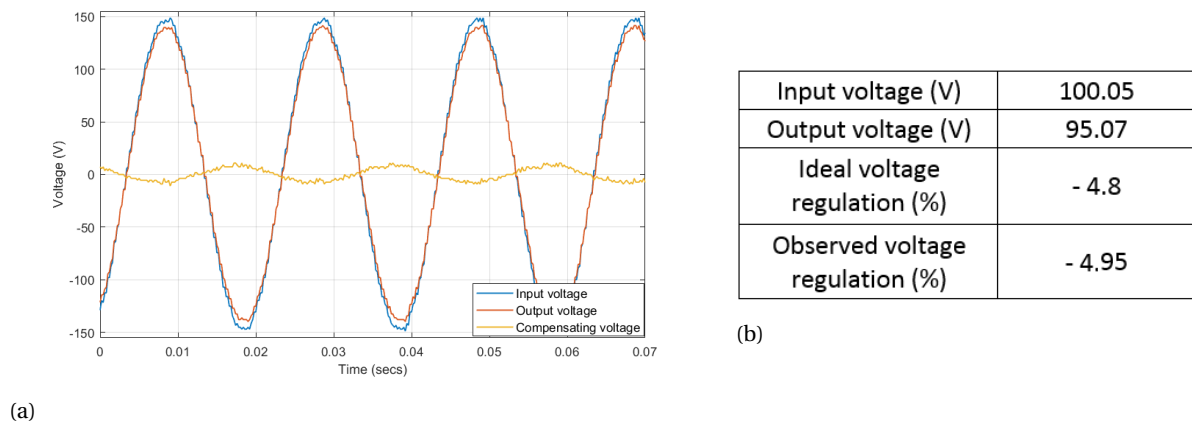 150
100
50
0
-50
-100
-150
Voltage (V)
0
0.01
0.02
0.03
0.04
0.05
0.06
0.07
Time (secs)
Input voltage
Output voltage
Compensating voltage
(a)
Input voltage (V) 100.05
Output voltage (V) 95.07
Ideal voltage
regulation (%) - 4.8
Observed voltage
regulation (%) - 4.95
(b)